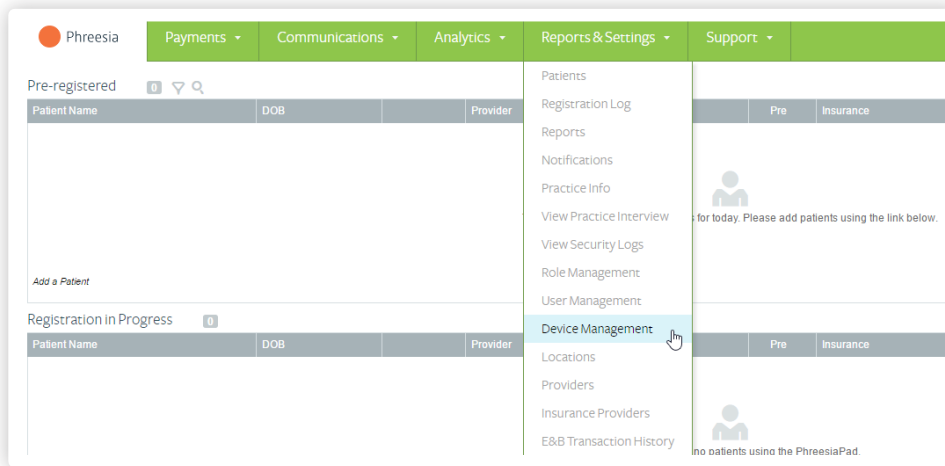 Phreesia Payments Communications Analytics Reports & Settings Support
Patients
Pre-registered 0
Registration Log
Patient Name DOB Provider Pre Insurance
Reports
Notifications
Practice Info
View Practice Interview
s for today. Please add patients using the link below.
View Security Logs
Role Management
Add a Patient
User Management
Registration in Progress 0
Device Management
Patient Name DOB Provider Pre Insurance
Locations
Providers
Insurance Providers
E&B Transaction History
no patients using the PhreesiaPad.